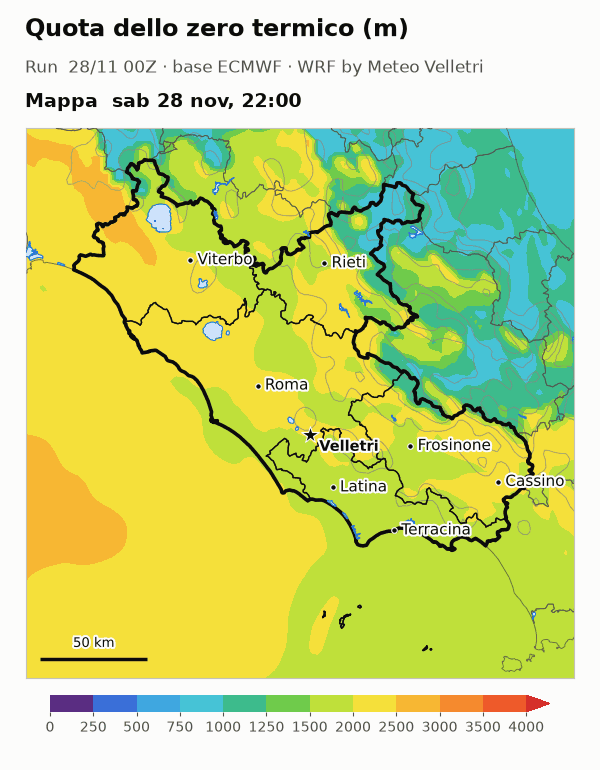 Quota dello zero termico (m)
Run  28/11 00Z · base ECMWF · WRF by Meteo Velletri
Mappa  sab 28 nov, 22:00
Viterbo
Rieti
Roma
Velletri
Frosinone
Cassino
Latina
Terracina
50 km
0 250 500 750 1000 1250 1500 2000 2500 3000 3500 4000